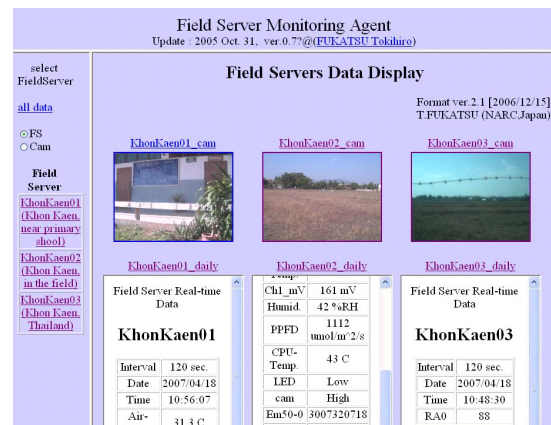 Field Server Monitoring Agent
Update : 2005 Oct. 31, ver.0.7?@(FUKATSU Tokihiro)
select
FieldServer
all data
FS
Cam
Field
Server
KhonKaen01
(Khon Kaen,
near primary
shool)
KhonKaen02
(Khon Kaen,
in the field)
KhonKaen03
(Khon Kaen,
Thailand)
Field Servers Data Display
Format ver.2.1 [2006/12/15]
T.FUKATSU (NARC,Japan)
KhonKaen01_cam
KhonKaen02_cam
KhonKaen03_cam
KhonKaen01_daily
KhonKaen02_daily
KhonKaen03_daily
Field Server Real-time
Data
KhonKaen01
Interval 120 sec.
Date 2007/04/18
Time 10:56:07
Air-
31.3 C
Temp.
Ch1_mV 161 mV
Humid. 42 %RH
PPFD 1112
umol/m^2/s
CPU-
Temp. 43 C
LED Low
cam High
Em50-0 3007320718
Field Server Real-time
Data
KhonKaen03
Interval 120 sec.
Date 2007/04/18
Time 10:48:30
RA0 88